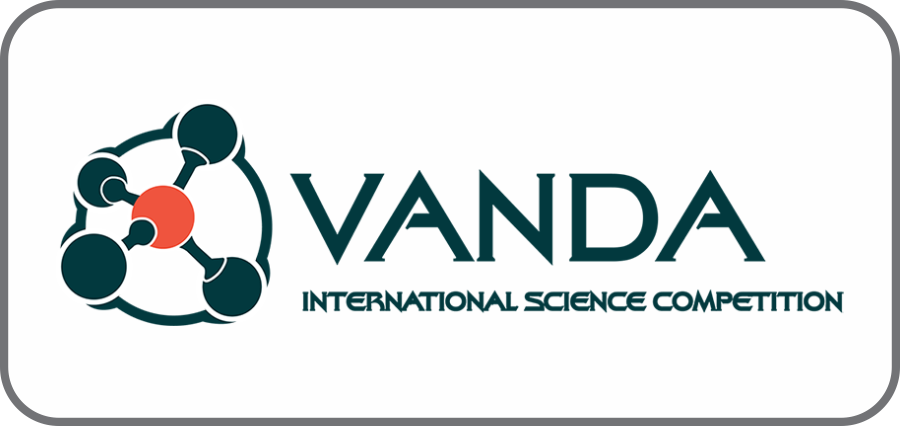 VANDA
INTERNATIONAL SCIENCE COMPETITION